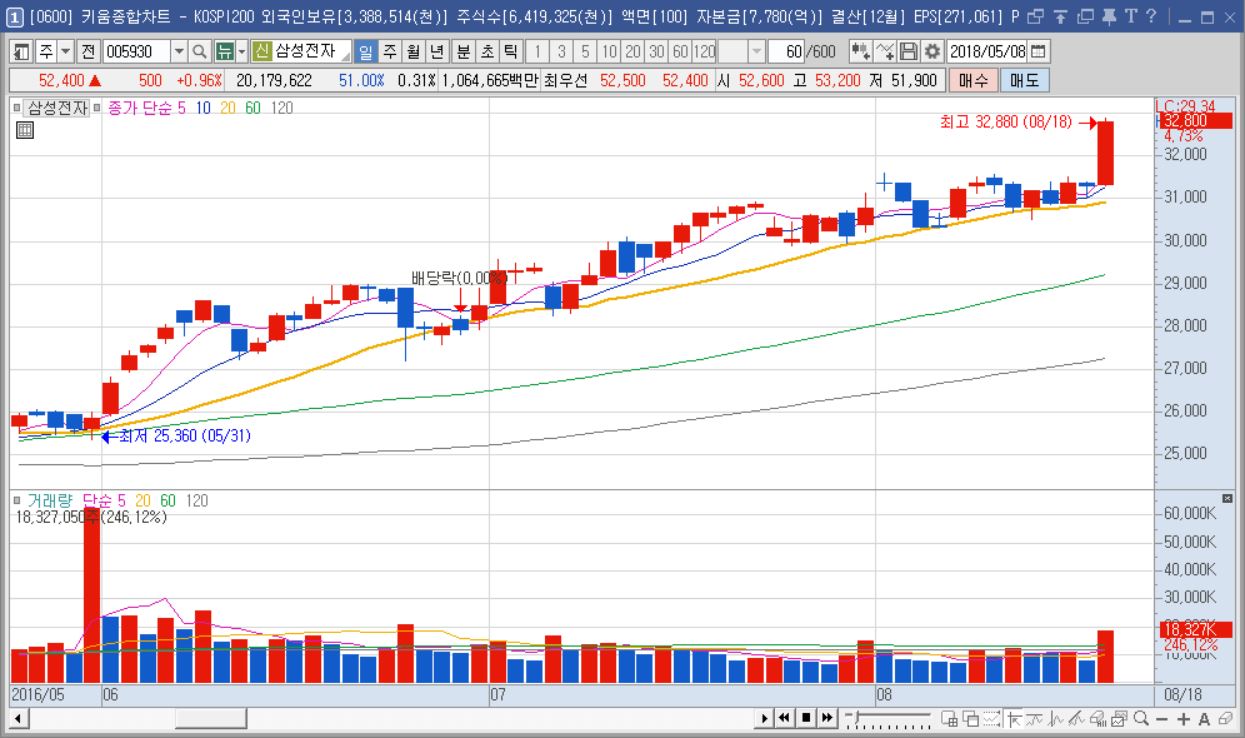 1 [0600] 키움종합차트 - KOSPI200 외국인보유[3,388,514(천)] 주식수[6,419,325(천)] 액면[100] 자본금[7,780(억)] 결산[12월] EPS[271,061] P
주 전 005930 뉴 신 삼성전자 일 주 월 년 분 초 틱 1 3 5 10 20 30 60 120 60 /600 2018/05/08
52,400 ▲ 500 +0.96% 20,179,622 51.00% 0.31% 1,064,665백만 최우선 52,500 52,400 시 52,600 고 53,200 저 51,900 매수 매도
삼성전자 종가 단순 5 10 20 60 120
LC:29.34
최고 32,880 (08/18)
32,800
4.73%
32,000
31,000
30,000
배당락(0.00%)
29,000
28,000
27,000
26,000
최저 25,360 (05/31)
25,000
거래량 단순 5 20 60 120
18,327,050주(246.12%)
60,000K
50,000K
40,000K
30,000K
18,327K
246.12%
10,000K
2016/05 06 07 08 08/18